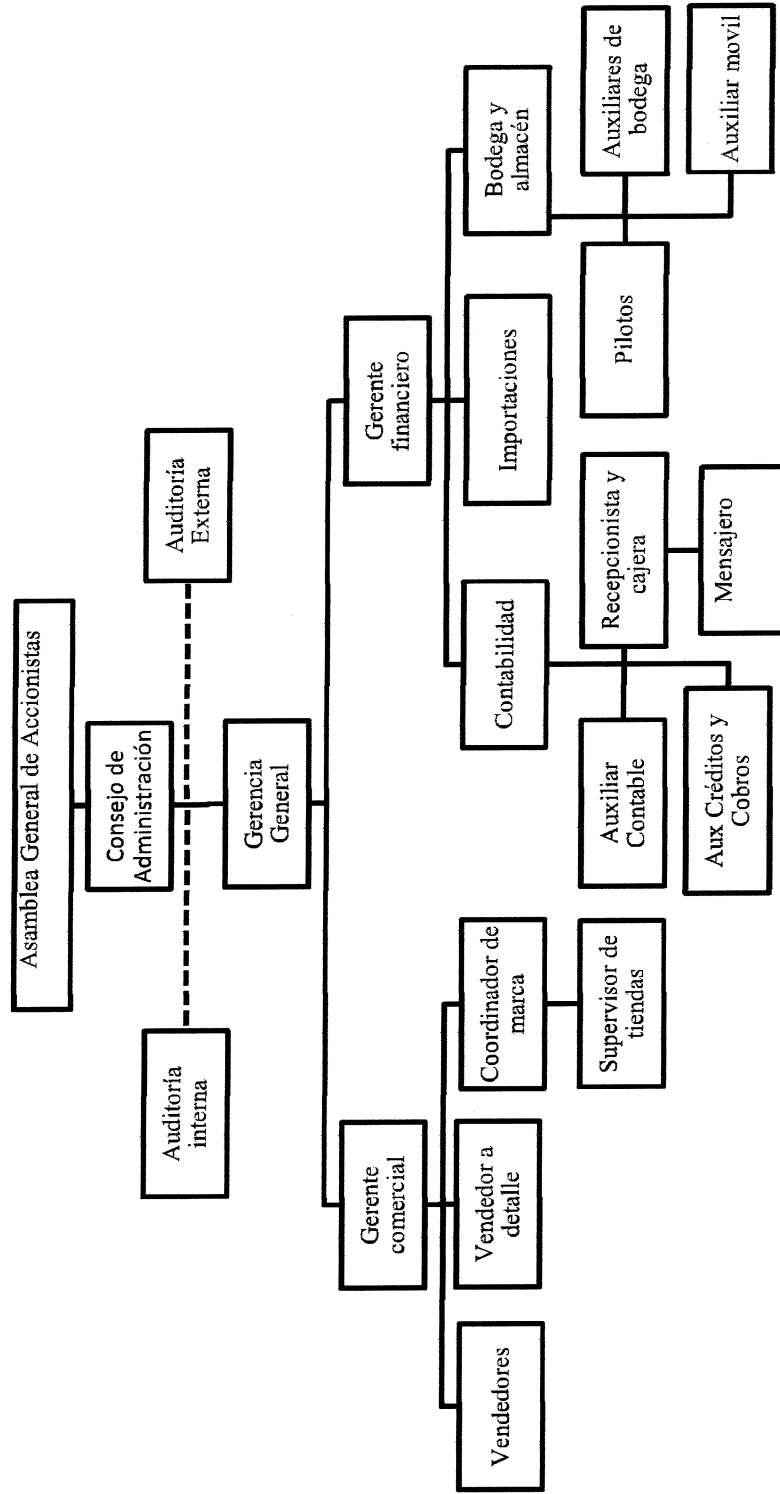 Asamblea General de Accionistas
Consejo de
Administración
Auditoría
interna
Auditoría
Externa
Gerencia
General
Gerente
comercial
Gerente
financiero
Vendedores
Vendedor a
detalle
Coordinador de
marca
Contabilidad
Importaciones
Bodega y
almacén
Supervisor de
tiendas
Auxiliar
Contable
Recepcionista y
cajera
Pilotos
Auxiliares de
bodega
Aux Créditos y
Cobros
Mensajero
Auxiliar movil